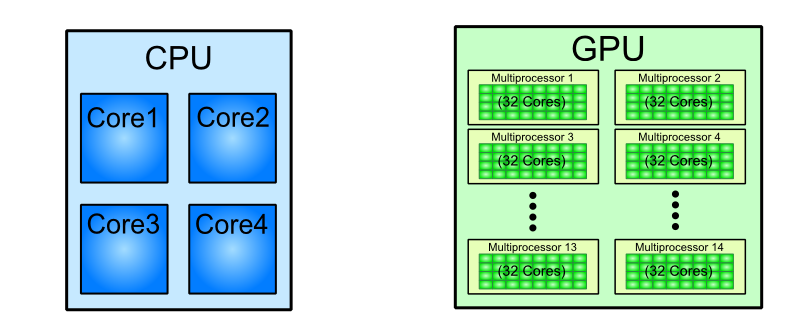 CPU
Core1 Core2
Core3 Core4
GPU
Multiprocessor 1
(32 Cores)
Multiprocessor 2
(32 Cores)
Multiprocessor 3
(32 Cores)
Multiprocessor 4
(32 Cores)
Multiprocessor 13
(32 Cores)
Multiprocessor 14
(32 Cores)